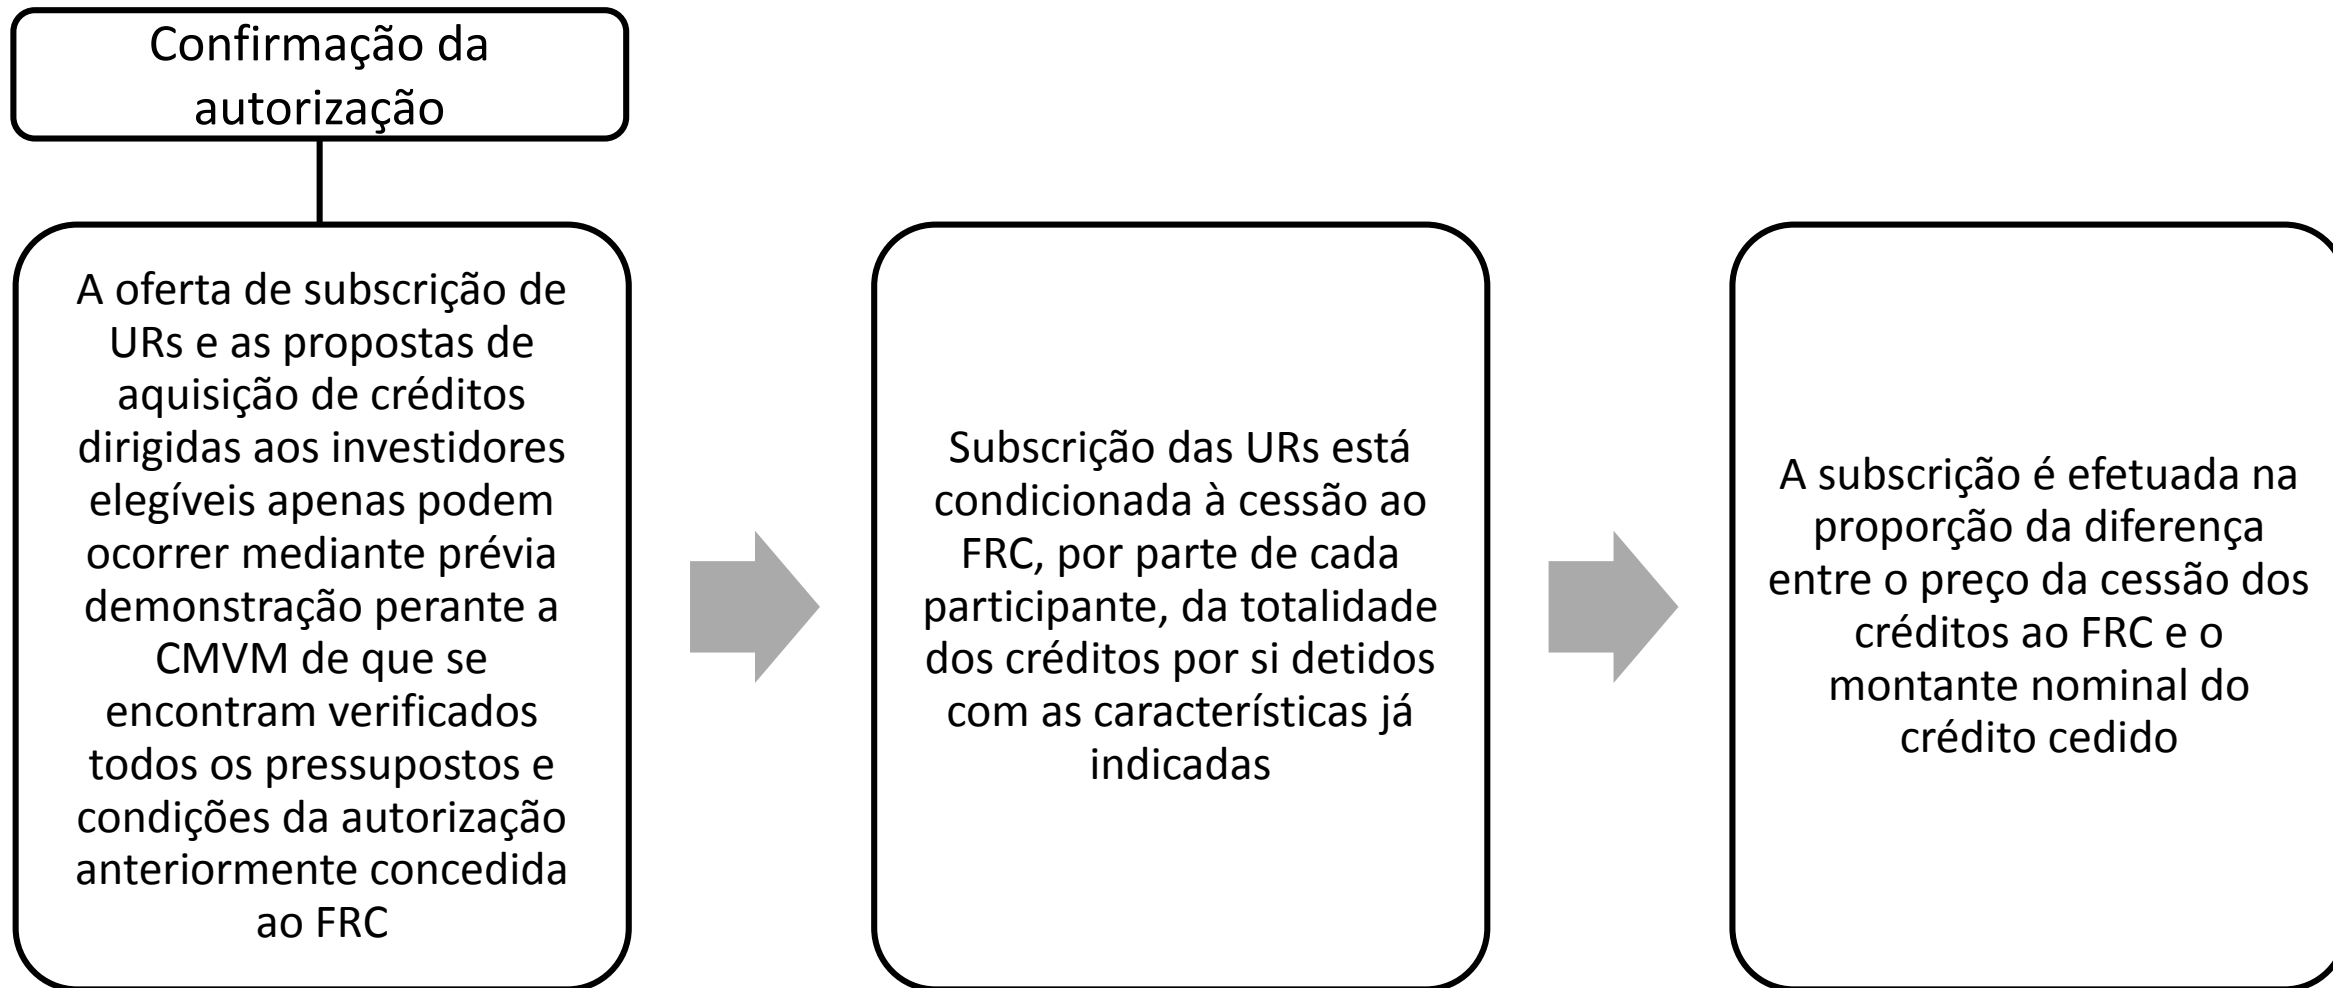 Confirmação da
autorização
A oferta de subscrição de
URs e as propostas de
aquisição de créditos
dirigidas aos investidores
elegíveis apenas podem
ocorrer mediante prévia
demonstração perante a
CMVM de que se
encontram verificados
todos os pressupostos e
condições da autorização
anteriormente concedida
ao FRC
Subscrição das URs está
condicionada à cessão ao
FRC, por parte de cada
participante, da totalidade
dos créditos por si detidos
com as características já
indicadas
A subscrição é efetuada na
proporção da diferença
entre o preço da cessão dos
créditos ao FRC e o
montante nominal do
crédito cedido